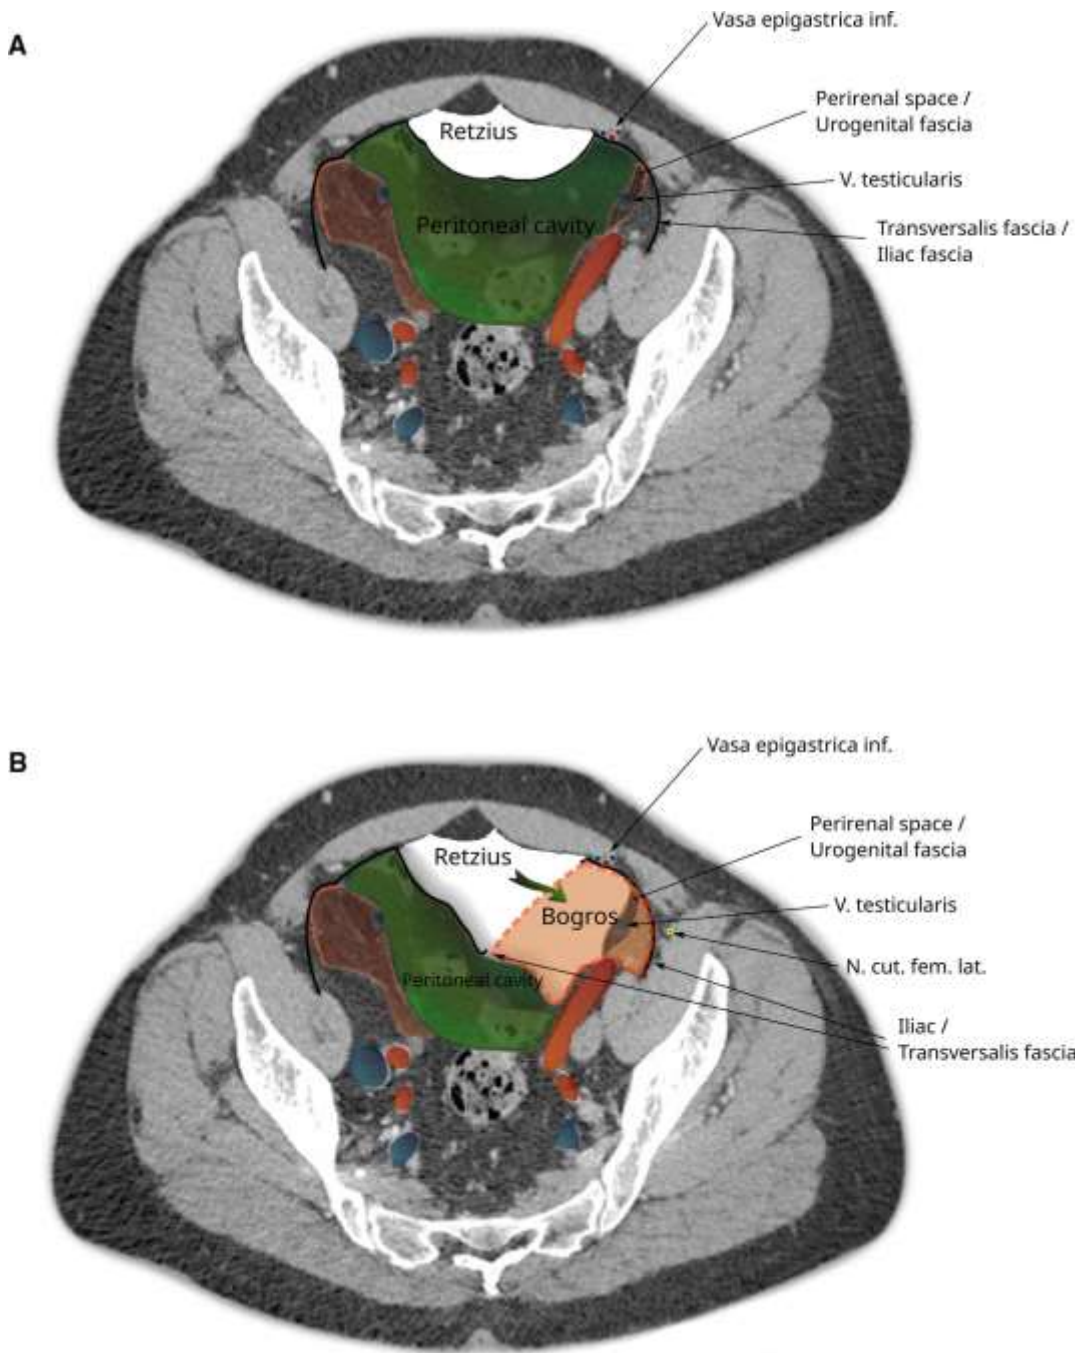 A
Vasa epigastrica inf.
Perirenal space /
Urogenital fascia
Retzius
V. testicularis
Peritoneal cavity
Transversalis fascia /
Iliac fascia
B
Vasa epigastrica inf.
Perirenal space /
Urogenital fascia
Retzius
V. testicularis
Bogros
N. cut. fem. lat.
Peritoneal cavity
Iliac /
Transversalis fascia